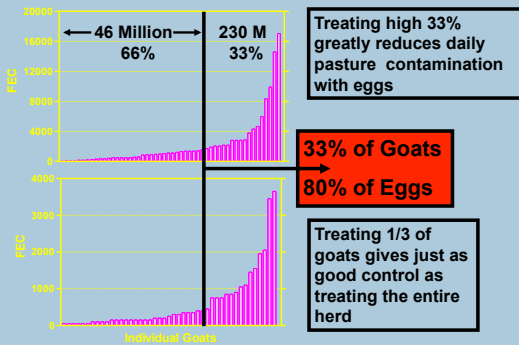 20000
16000
12000
8000
4000
0
FEC
46 Million
66%
230 M
33%
Treating high 33%
greatly reduces daily
pasture contamination
with eggs
33% of Goats
80% of Eggs
4000
3000
2000
1000
0
FEC
Individual Goats
Treating 1/3 of
goats gives just as
good control as
treating the entire
herd